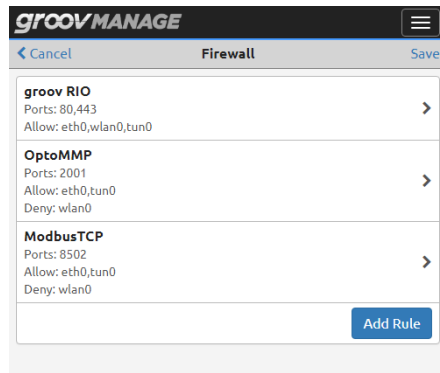 groov MANAGE
Cancel Firewall Save
groov RIO
Ports: 80,443
Allow: eth0,wlan0,tun0
OptoMMP
Ports: 2001
Allow: eth0,tun0
Deny: wlan0
ModbusTCP
Ports: 8502
Allow: eth0,tun0
Deny: wlan0
Add Rule